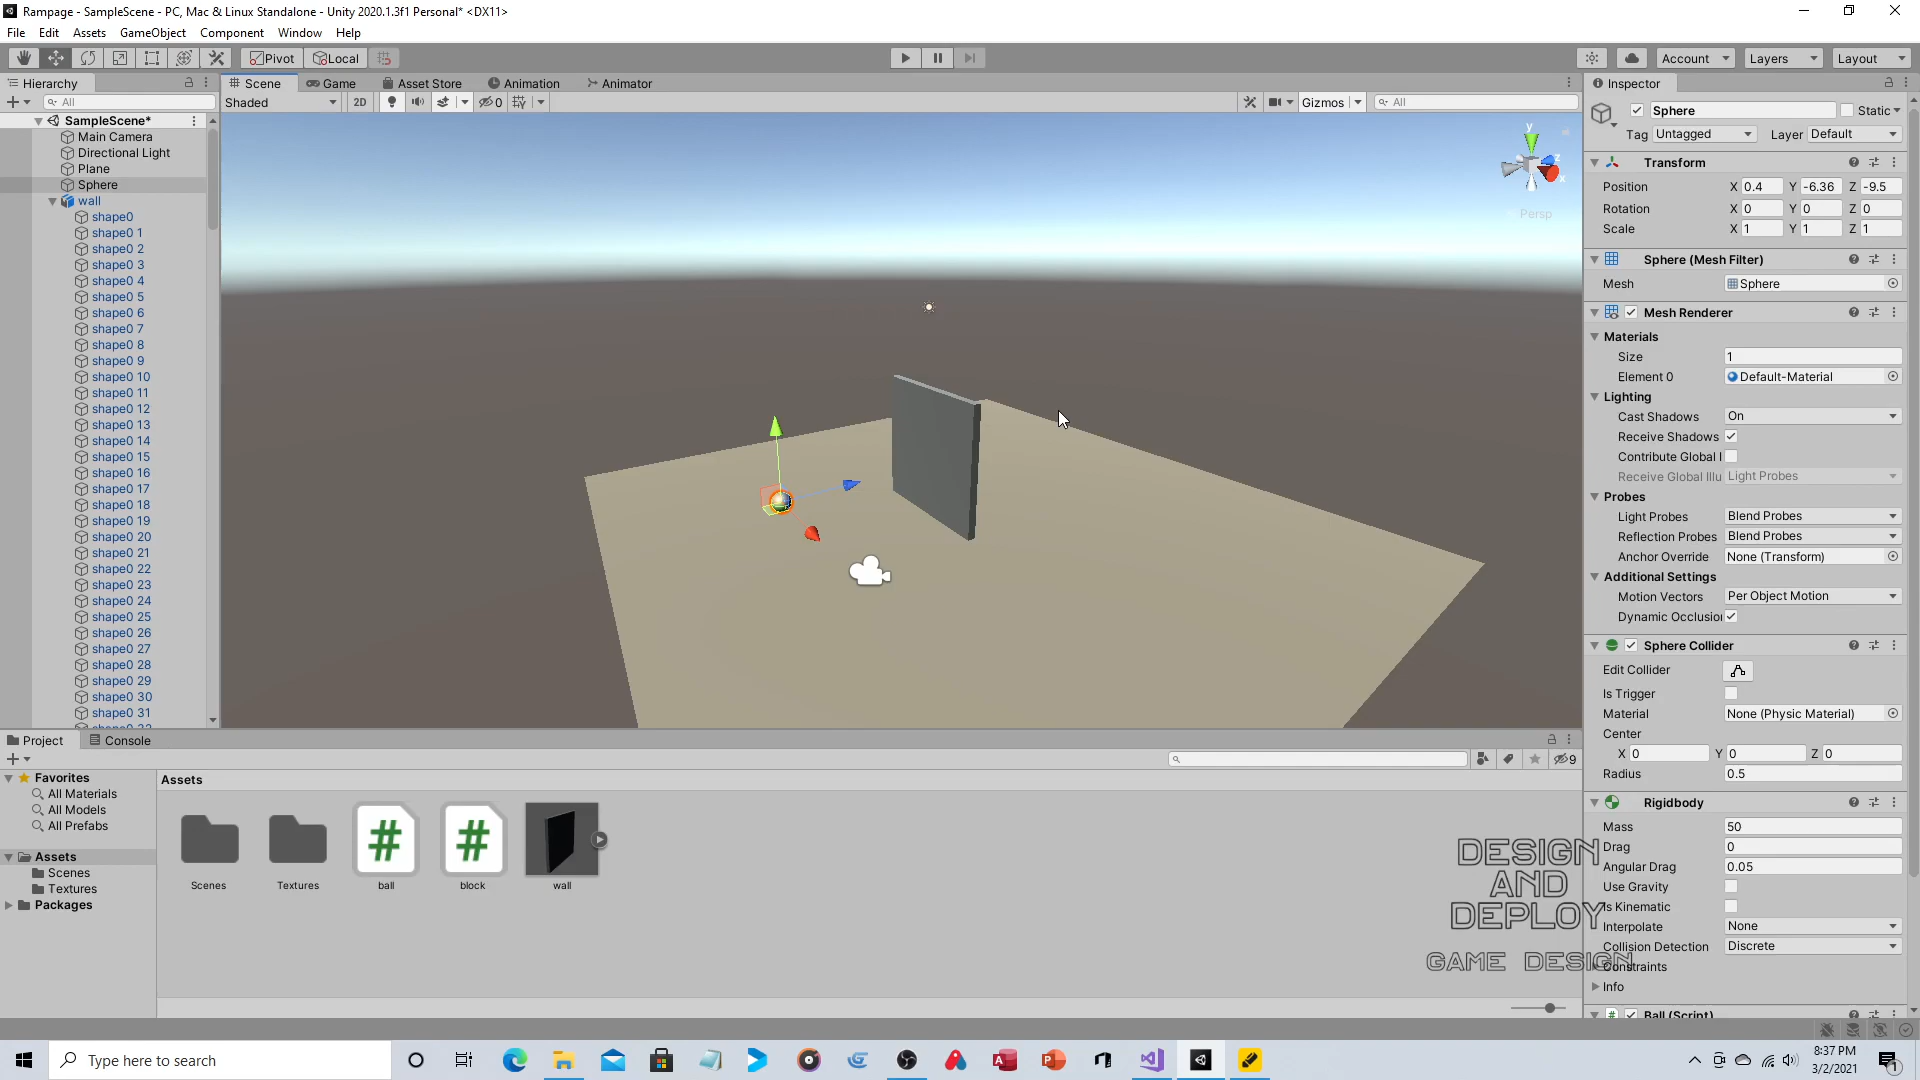 Rampage - SampleScene - PC, Mac & Linux Standalone - Unity 2020.1.3f1 Personal* <DX11>
File Edit Assets GameObject Component Window Help
Pivot Local Account Layers Layout
Hierarchy
All
SampleScene*
Main Camera
Directional Light
Plane
Sphere
wall
shape0
shape0 1
shape0 2
shape0 3
shape0 4
shape0 5
shape0 6
shape0 7
shape0 8
shape0 9
shape0 10
shape0 11
shape0 12
shape0 13
shape0 14
shape0 15
shape0 16
shape0 17
shape0 18
shape0 19
shape0 20
shape0 21
shape0 22
shape0 23
shape0 24
shape0 25
shape0 26
shape0 27
shape0 28
shape0 29
shape0 30
shape0 31
Scene Game Asset Store Animation Animator
Shaded 2D 0 Gizmos All
y
z
x
Persp
Inspector
Sphere Static
Tag Untagged Layer Default
Transform
Position X 0.4 Y -6.36 Z -9.5
Rotation X 0 Y 0 Z 0
Scale X 1 Y 1 Z 1
Sphere (Mesh Filter)
Mesh Sphere
Mesh Renderer
Materials
Size 1
Element 0 Default-Material
Lighting
Cast Shadows On
Receive Shadows
Contribute Global I
Receive Global Illu Light Probes
Probes
Light Probes Blend Probes
Reflection Probes Blend Probes
Anchor Override None (Transform)
Additional Settings
Motion Vectors Per Object Motion
Dynamic Occlusion
Sphere Collider
Edit Collider
Is Trigger
Material None (Physic Material)
Center
X 0 Y 0 Z 0
Radius 0.5
Rigidbody
Mass 50
Drag 0
Angular Drag 0.05
Use Gravity
Is Kinematic
Interpolate None
Collision Detection Discrete
Constraints
Info
Ball (Script)
Project Console
9
Favorites
All Materials
All Models
All Prefabs
Assets
Scenes
Textures
Packages
Assets
Scenes Textures ball block wall
DESIGN
AND
DEPLOY
GAME DESIGN
Type here to search
8:37 PM
3/2/2021
1